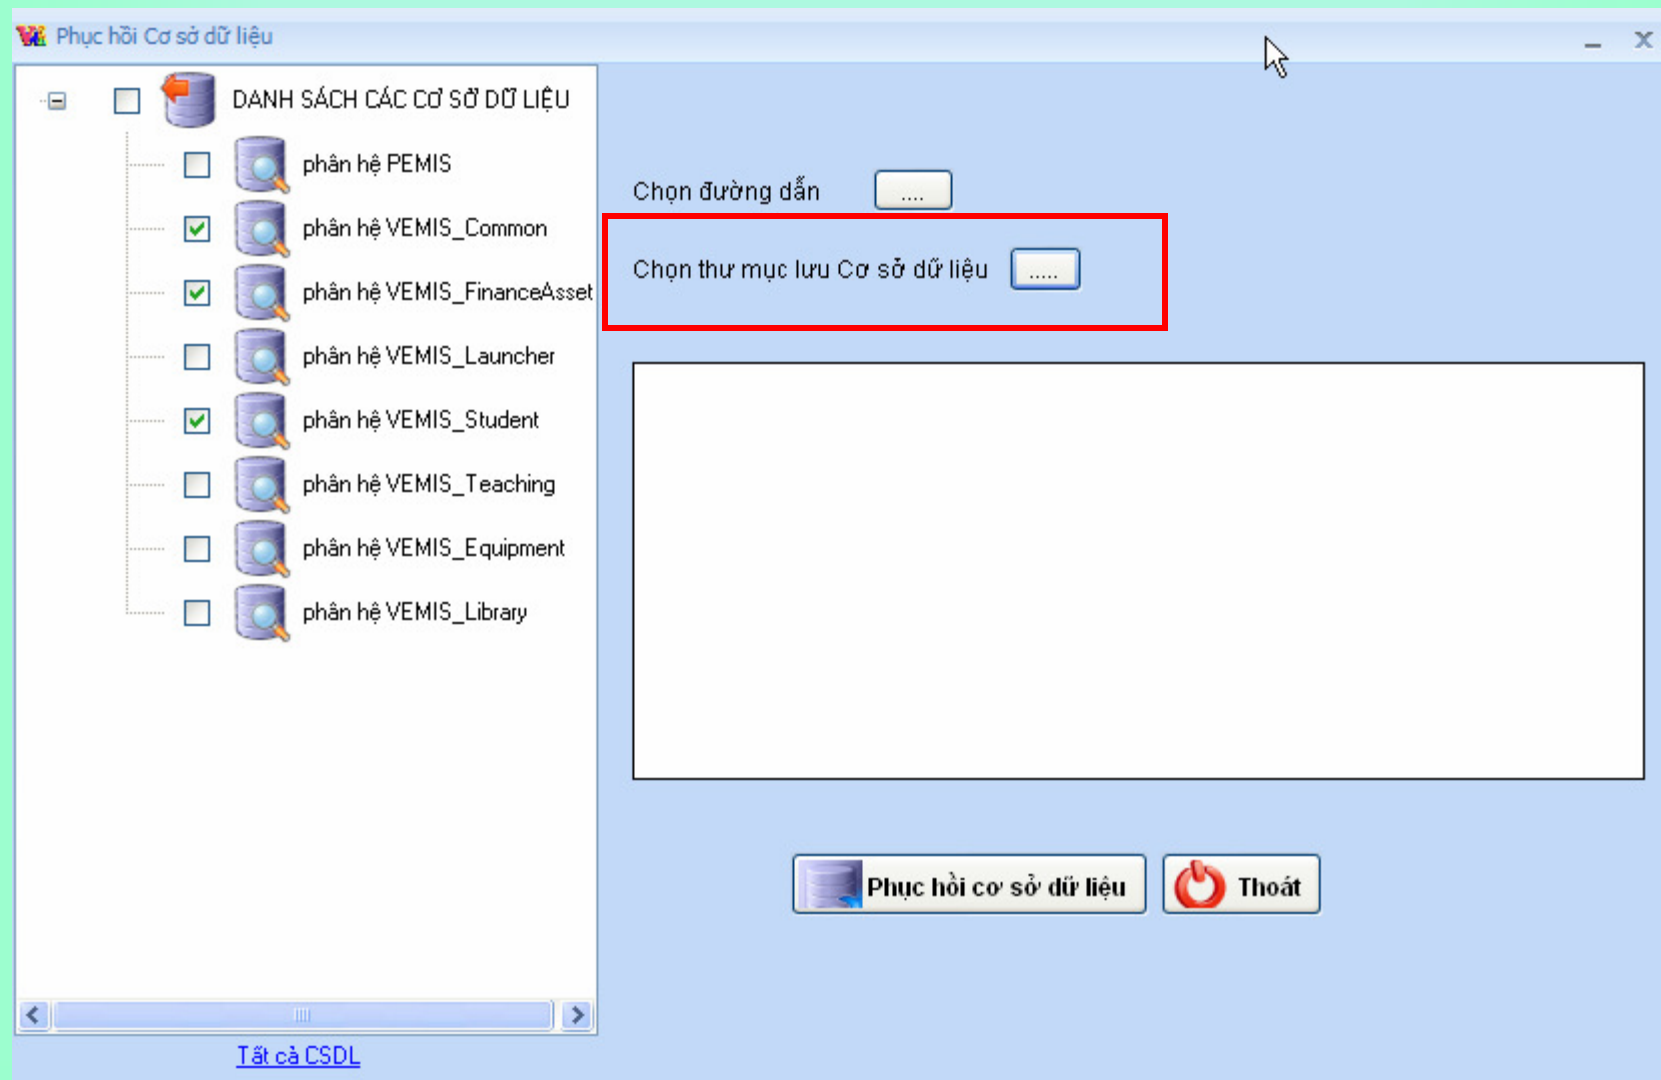 Phục hồi Cơ sở dữ liệu
DANH SÁCH CÁC CƠ SỞ DỮ LIỆU
phân hệ PEMIS
phân hệ VEMIS_Common
phân hệ VEMIS_FinanceAsset
phân hệ VEMIS_Launcher
phân hệ VEMIS_Student
phân hệ VEMIS_Teaching
phân hệ VEMIS_Equipment
phân hệ VEMIS_Library
Tất cả CSDL
Chọn đường dẫn ....
Chọn thư mục lưu Cơ sở dữ liệu .....
Phục hồi cơ sở dữ liệu
Thoát